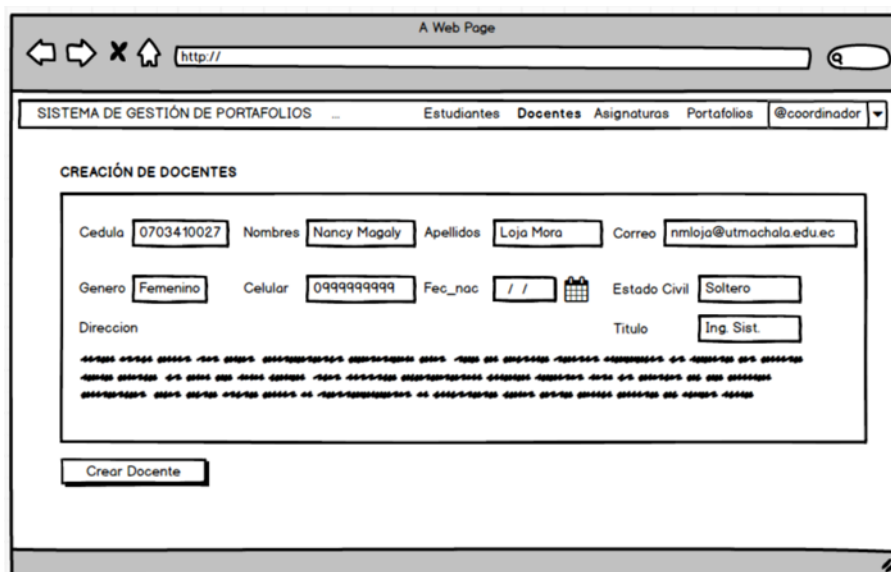 A Web Page
http://
SISTEMA DE GESTIÓN DE PORTAFOLIOS ... Estudiantes Docentes Asignaturas Portafolios @coordinador
CREACIÓN DE DOCENTES
Cedula 0703410027 Nombres Nancy Magaly Apellidos Loja Mora Correo nmloja@utmachala.edu.ec
Genero Femenino Celular 0999999999 Fec_nac / / Estado Civil Soltero
Direccion Titulo Ing. Sist.
Crear Docente